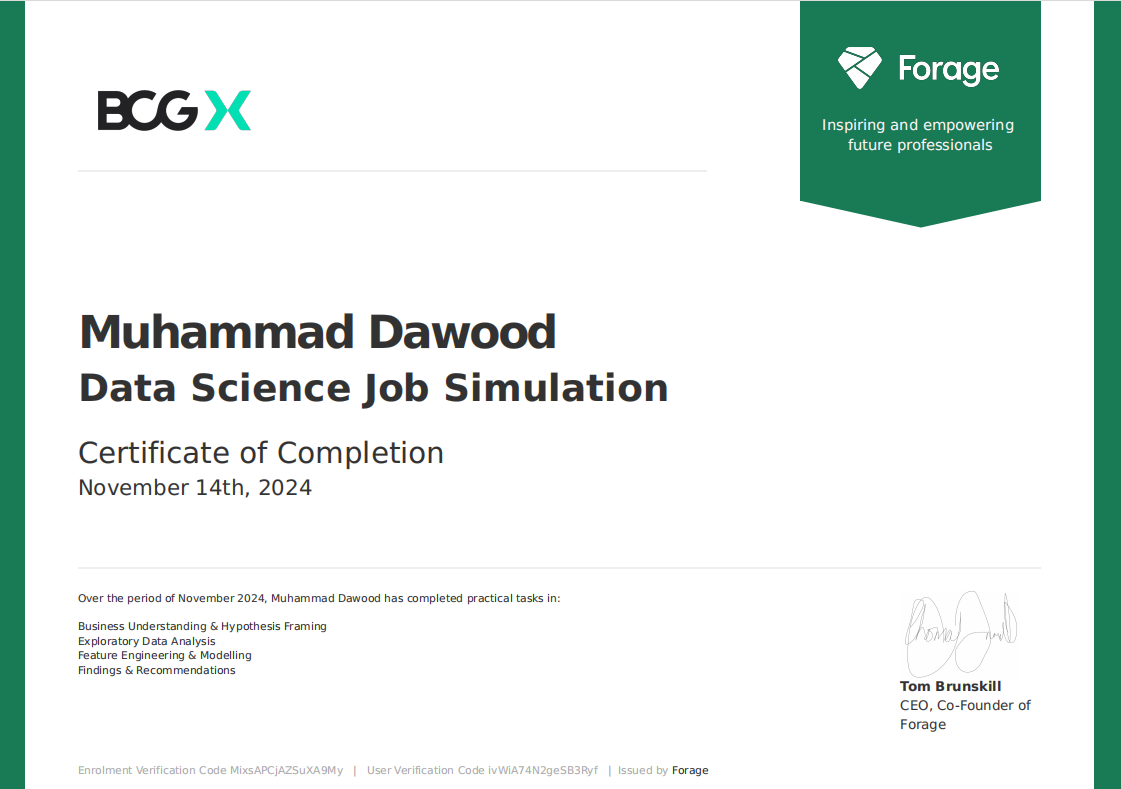 BCG X
Forage
Inspiring and empowering
future professionals
Muhammad Dawood
Data Science Job Simulation
Certificate of Completion
November 14th, 2024
Over the period of November 2024, Muhammad Dawood has completed practical tasks in:
Business Understanding & Hypothesis Framing
Exploratory Data Analysis
Feature Engineering & Modelling
Findings & Recommendations
Tom Brunskill
CEO, Co-Founder of
Forage
Enrolment Verification Code MixsAPCjAZSuXA9My | User Verification Code ivWiA74N2geSB3Ryf | Issued by Forage